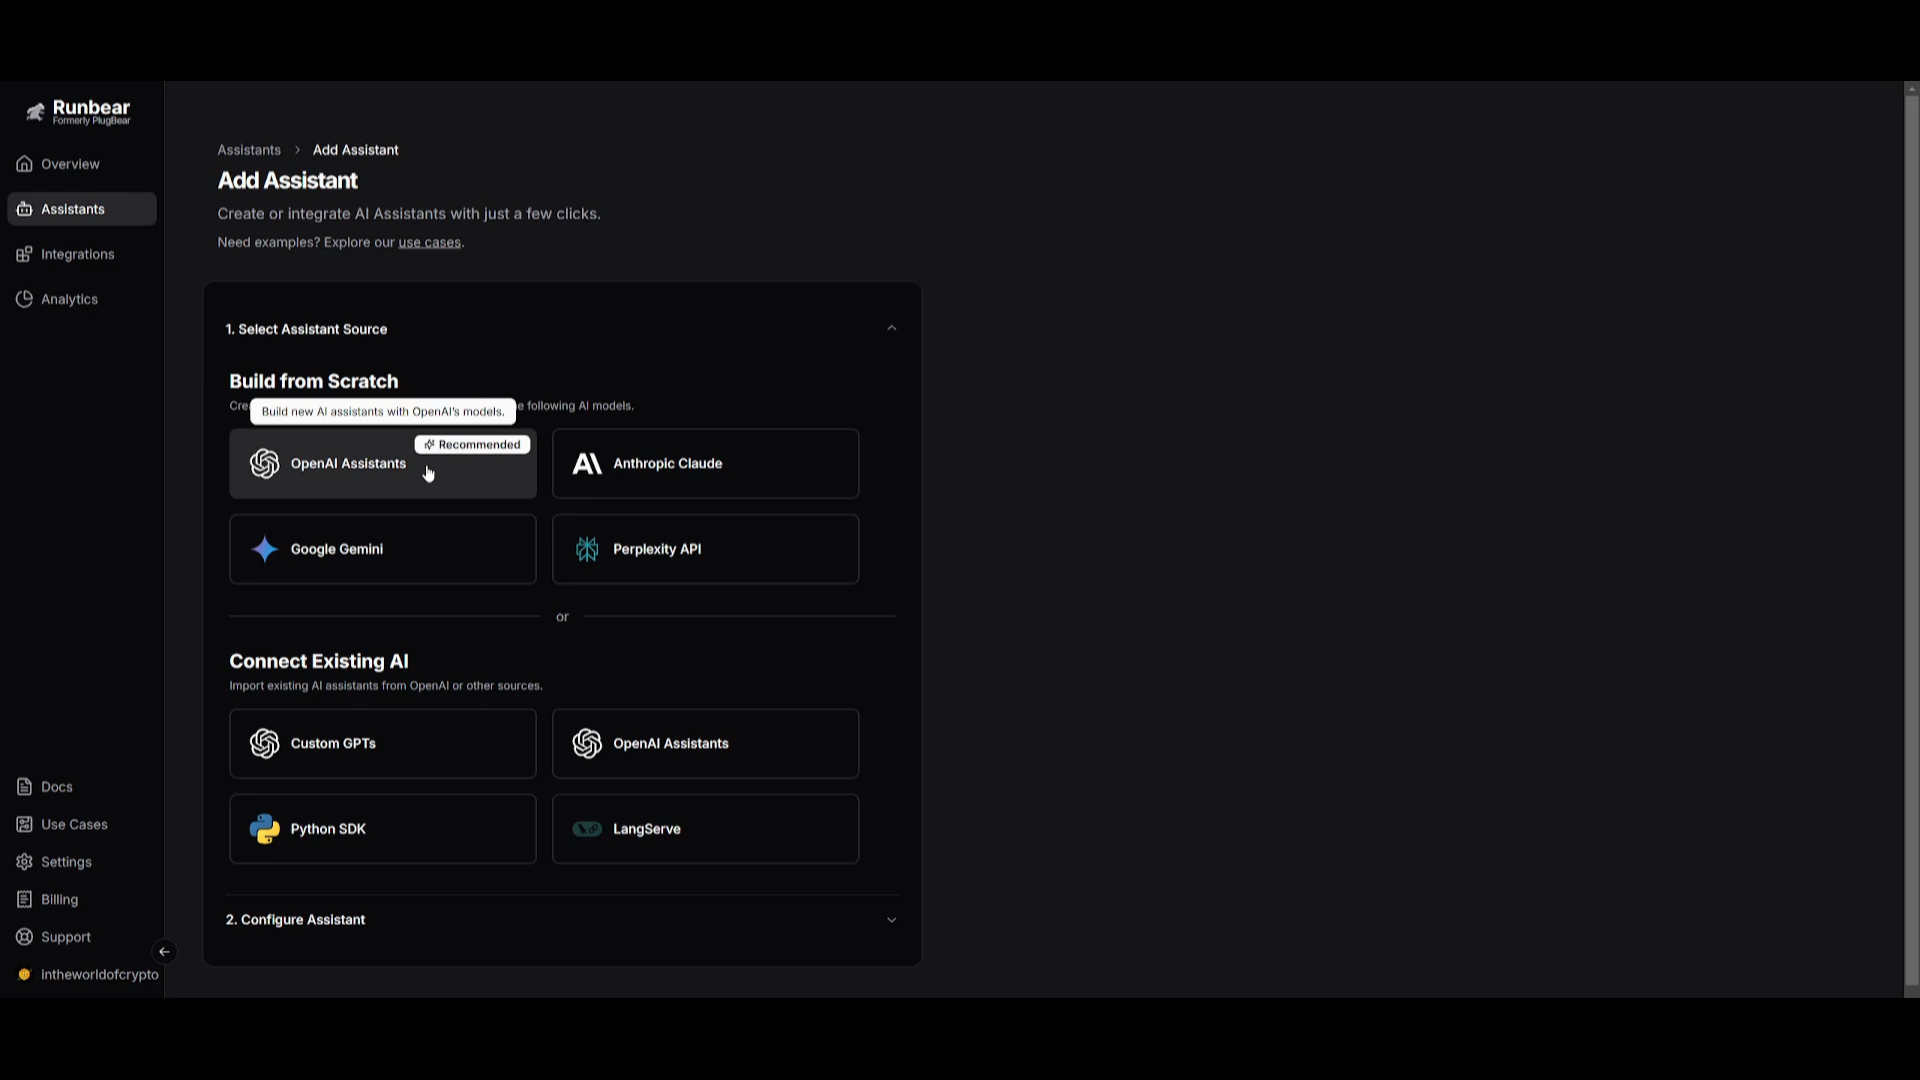 Runbear
Formerly PlugBear
Overview
Assistants
Integrations
Analytics
Docs
Use Cases
Settings
Billing
Support
intheworldofcrypto
Assistants > Add Assistant
Add Assistant
Create or integrate AI Assistants with just a few clicks.
Need examples? Explore our use cases.
1. Select Assistant Source
Build from Scratch
Build new AI assistants with OpenAI's models.
following AI models.
Recommended
OpenAI Assistants
Anthropic Claude
Google Gemini
Perplexity API
or
Connect Existing AI
Import existing AI assistants from OpenAI or other sources.
Custom GPTs
OpenAI Assistants
Python SDK
LangServe
2. Configure Assistant